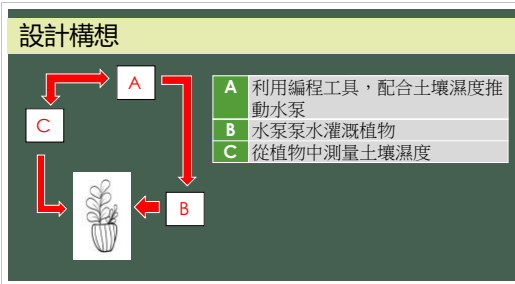 設計構想
A
C
B
A 利用編程工具，配合土壤濕度推
動水泵
B 水泵泵水灌溉植物
C 從植物中測量土壤濕度